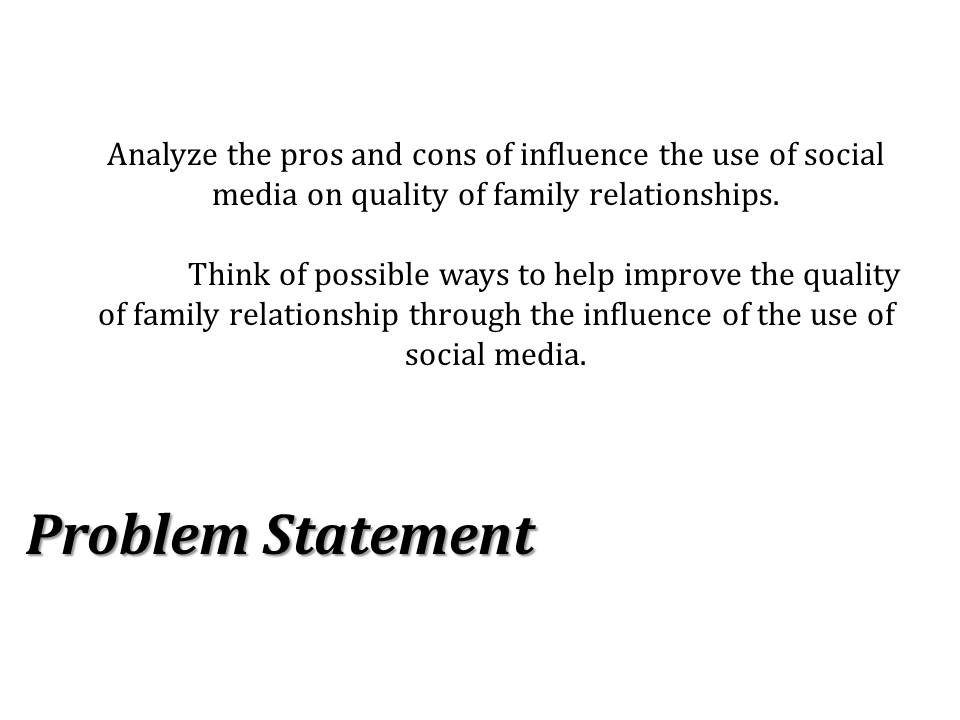 Analyze the pros and cons of influence the use of social
media on quality of family relationships.
Think of possible ways to help improve the quality
of family relationship through the influence of the use of
social media.
Problem Statement